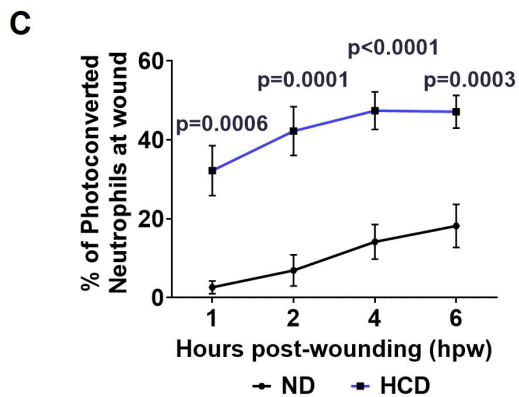 C
% of Photoconverted
Neutrophils at wound
60
40
20
0
p=0.0006
p=0.0001
p<0.0001
p=0.0003
1 2 4 6
Hours post-wounding (hpw)
ND HCD